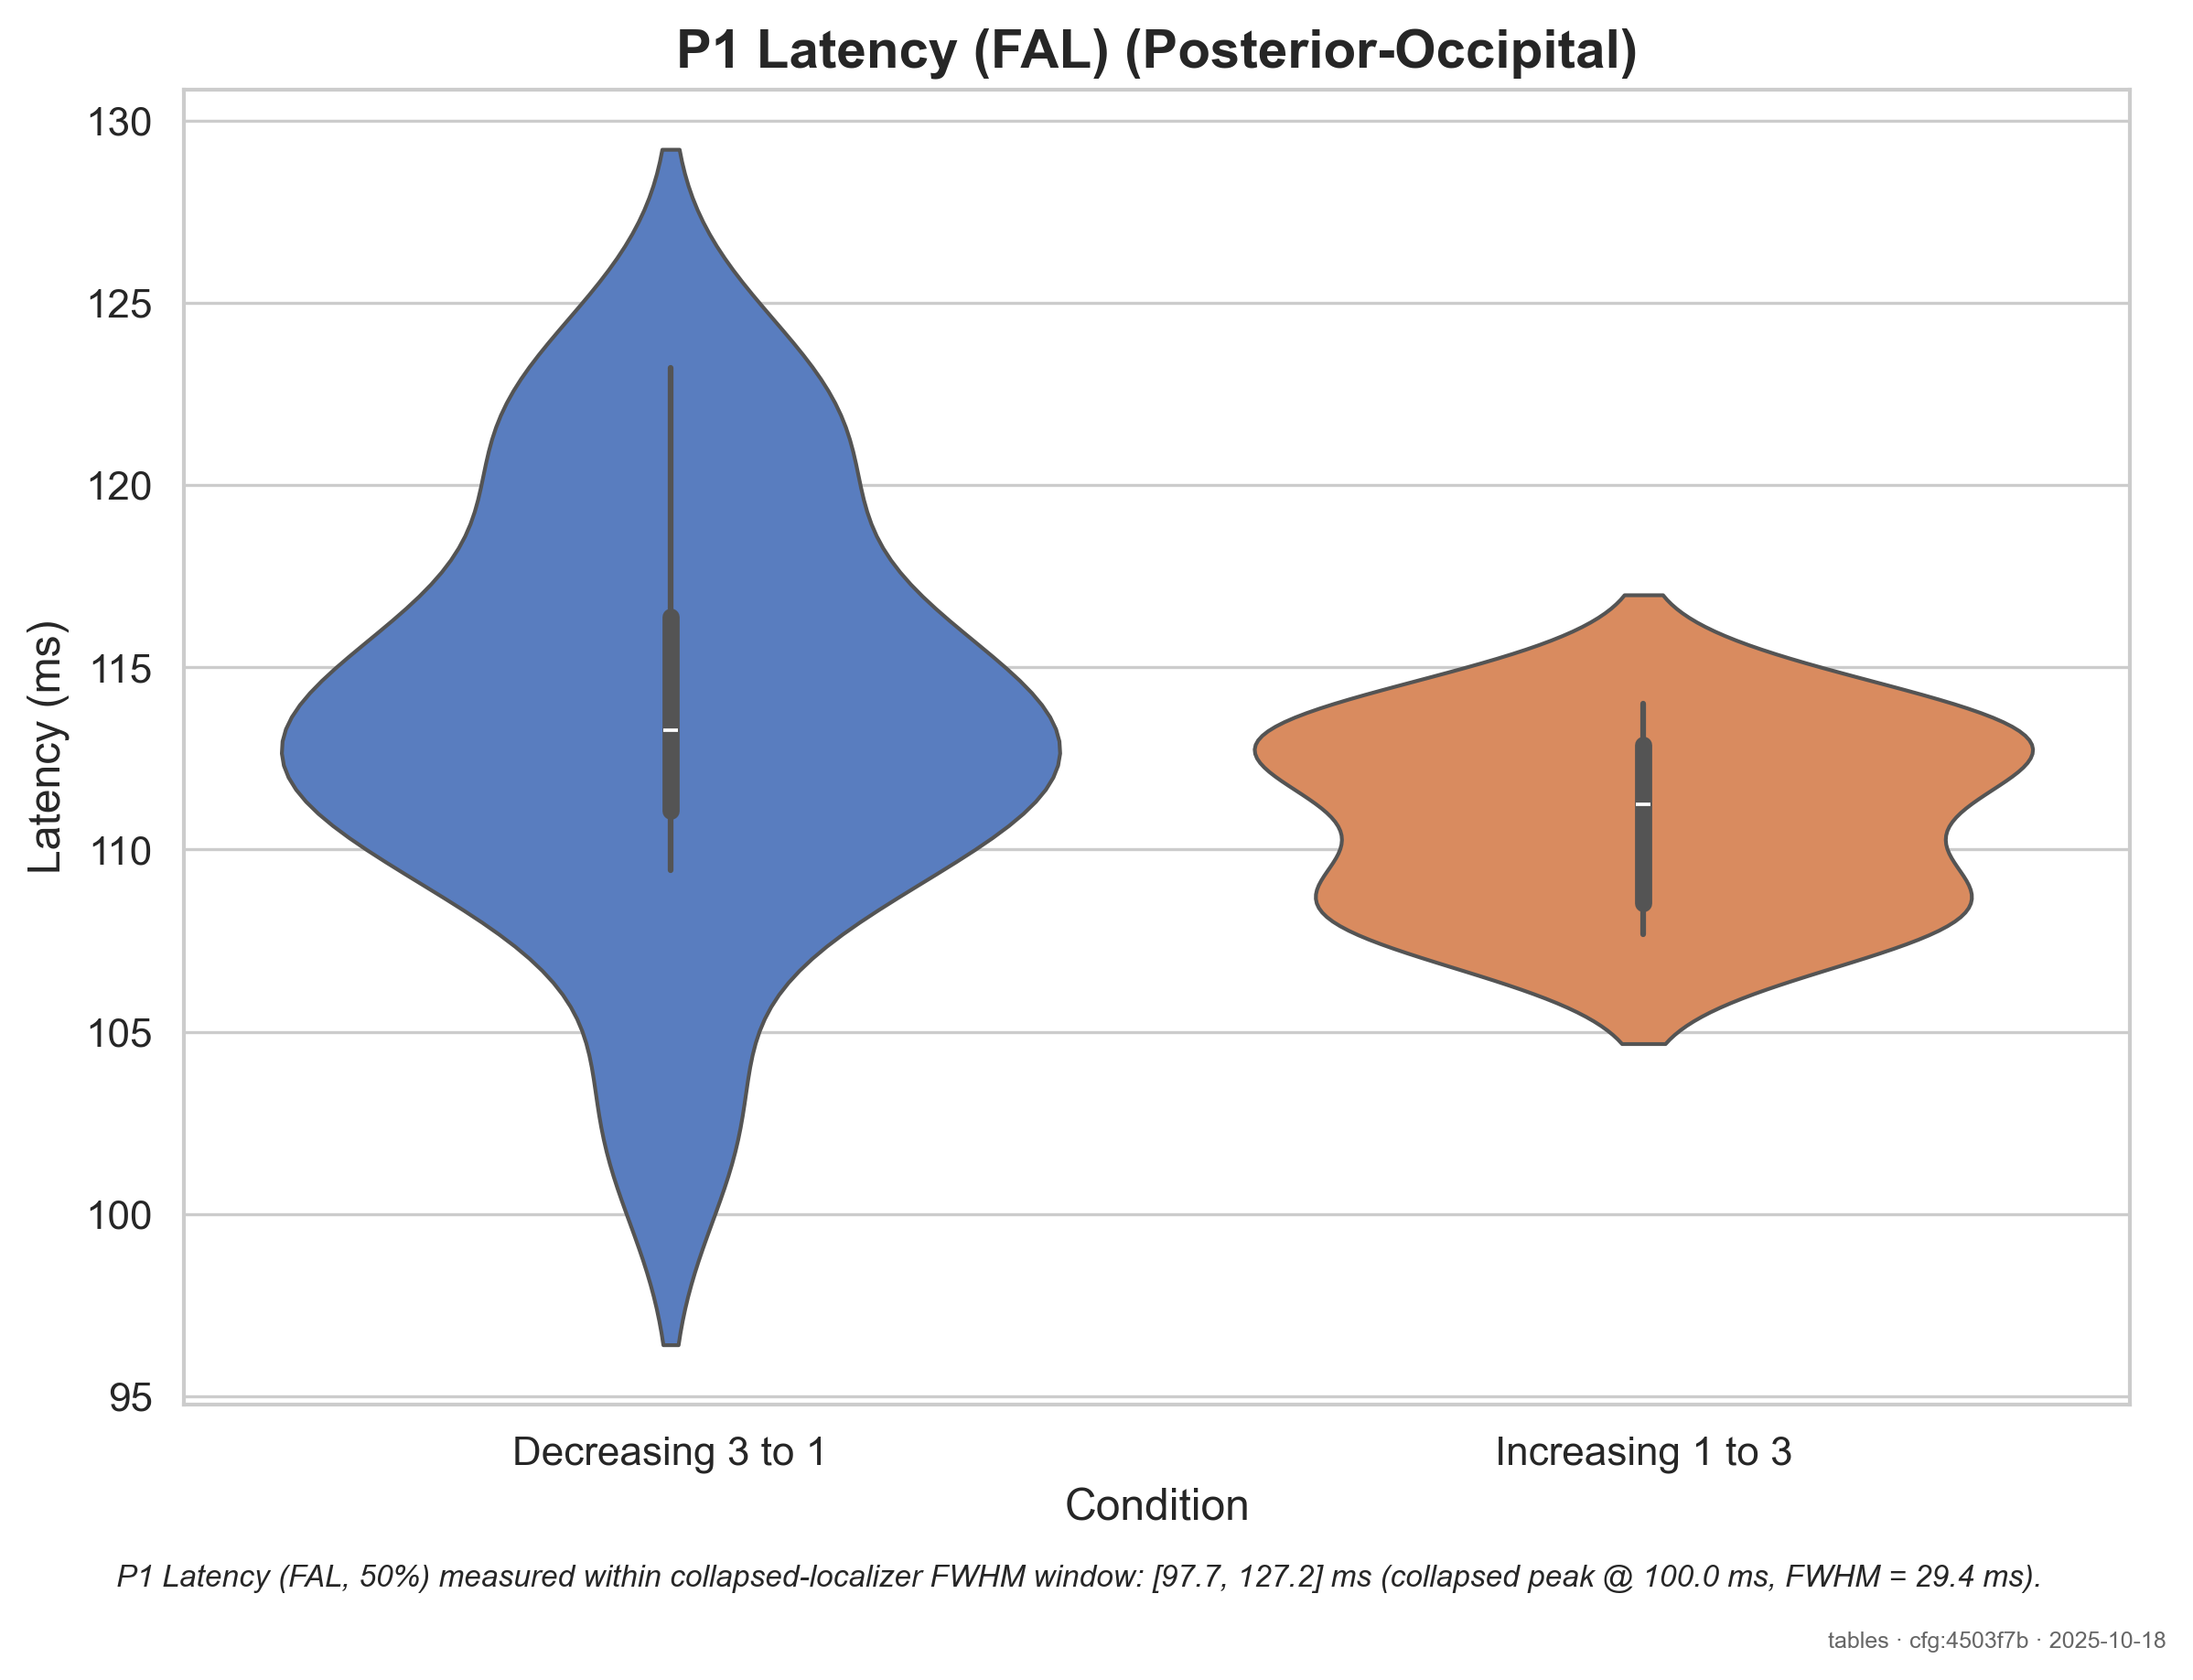 P1 Latency (FAL) (Posterior-Occipital)
Latency (ms)
130
125
120
115
110
105
100
95
Decreasing 3 to 1
Increasing 1 to 3
Condition
P1 Latency (FAL, 50%) measured within collapsed-localizer FWHM window: [97.7, 127.2] ms (collapsed peak @ 100.0 ms, FWHM = 29.4 ms).
tables · cfg:4503f7b · 2025-10-18